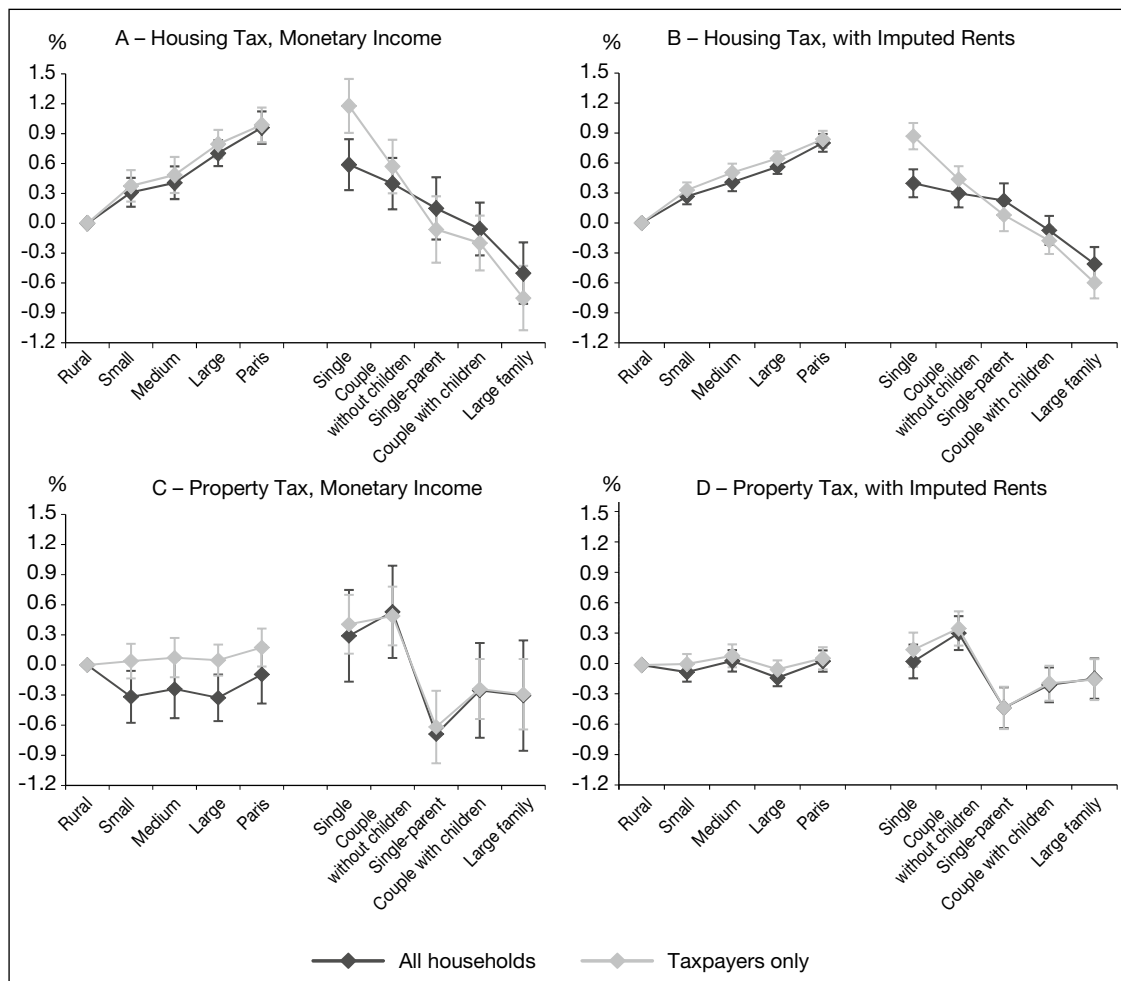 A – Housing Tax, Monetary Income
%
1.5
1.2
0.9
0.6
0.3
0.0
-0.3
-0.6
-0.9
-1.2
Rural
Small
Medium
Large
Paris
Single
Couple
without children
Single-parent
Couple with children
Large family
B – Housing Tax, with Imputed Rents
%
1.5
1.2
0.9
0.6
0.3
0.0
-0.3
-0.6
-0.9
-1.2
Rural
Small
Medium
Large
Paris
Single
Couple
without children
Single-parent
Couple with children
Large family
C – Property Tax, Monetary Income
%
1.5
1.2
0.9
0.6
0.3
0.0
-0.3
-0.6
-0.9
-1.2
Rural
Small
Medium
Large
Paris
Single
Couple
without children
Single-parent
Couple with children
Large family
D – Property Tax, with Imputed Rents
%
1.5
1.2
0.9
0.6
0.3
0.0
-0.3
-0.6
-0.9
-1.2
Rural
Small
Medium
Large
Paris
Single
Couple
without children
Single-parent
Couple with children
Large family
All households
Taxpayers only